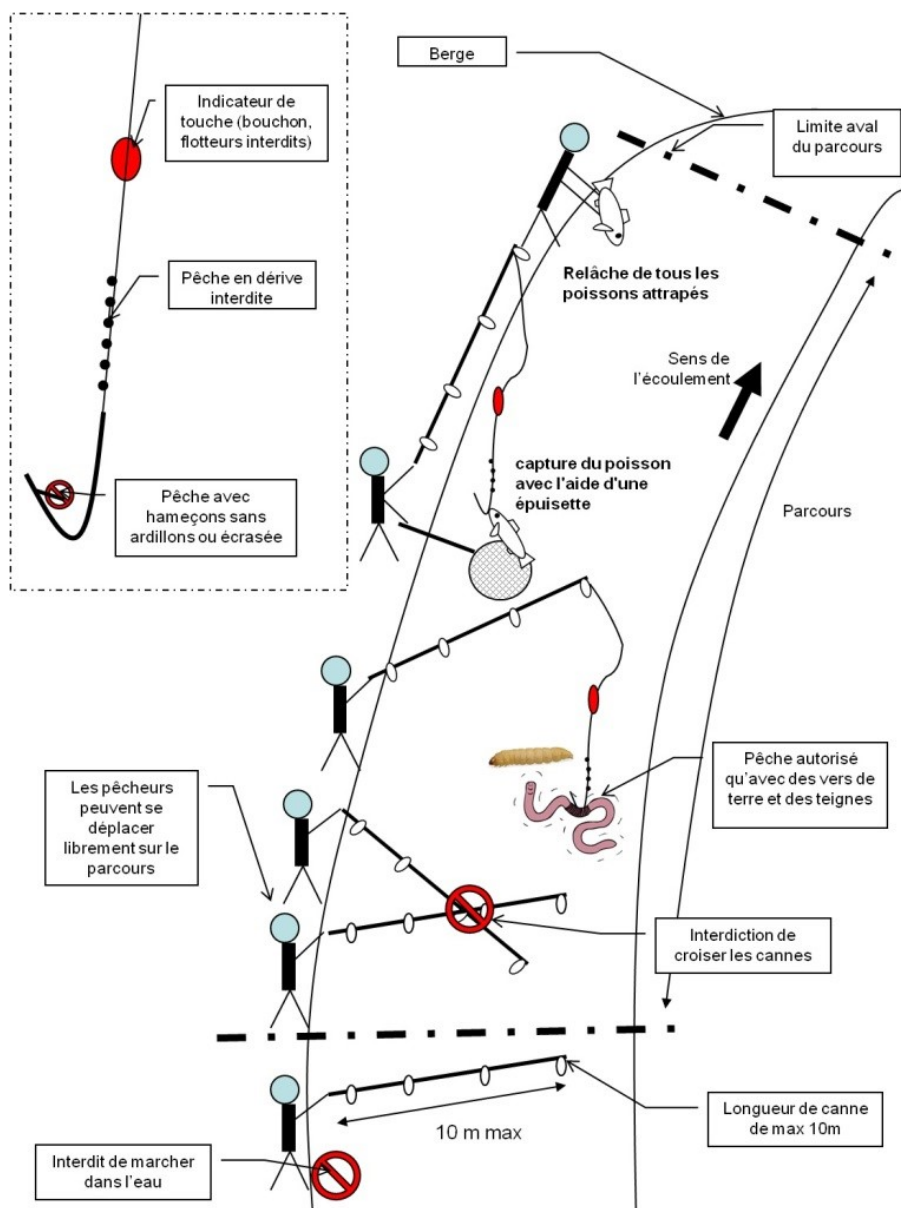 Berge
Indicateur de
touche (bouchon,
flotteurs interdits)
Limite aval
du parcours
Pêche en dérive
interdite
Relâche de tous les
poissons attrapés
Sens de
l'écoulement
Pêche avec
hameçons sans
ardillons ou écrasée
capture du poisson
avec l'aide d'une
épuisette
Parcours
Pêche autorisé
qu'avec des vers de
terre et des teignes
Les pêcheurs
peuvent se
déplacer
librement sur le
parcours
Interdiction de
croiser les cannes
Longueur de canne
de max 10m
10 m max
Interdit de marcher
dans l'eau